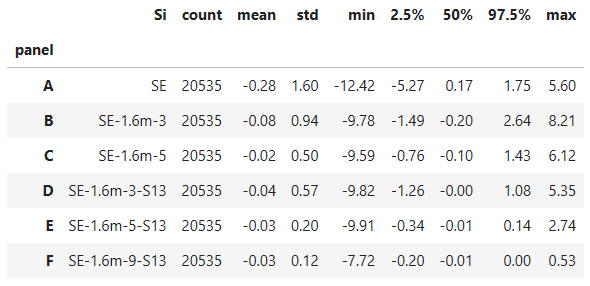 Si count mean std min 2.5% 50% 97.5% max
panel
A SE 20535 -0.28 1.60 -12.42 -5.27 0.17 1.75 5.60
B SE-1.6m-3 20535 -0.08 0.94 -9.78 -1.49 -0.20 2.64 8.21
C SE-1.6m-5 20535 -0.02 0.50 -9.59 -0.76 -0.10 1.43 6.12
D SE-1.6m-3-S13 20535 -0.04 0.57 -9.82 -1.26 -0.00 1.08 5.35
E SE-1.6m-5-S13 20535 -0.03 0.20 -9.91 -0.34 -0.01 0.14 2.74
F SE-1.6m-9-S13 20535 -0.03 0.12 -7.72 -0.20 -0.01 0.00 0.53